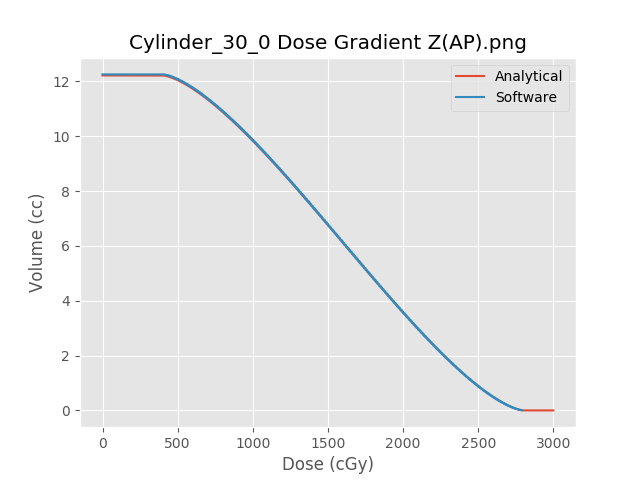 Cylinder_30_0 Dose Gradient Z(AP).png
Analytical
Software
12
10
8
6
4
2
0
Volume (cc)
0 500 1000 1500 2000 2500 3000
Dose (cGy)